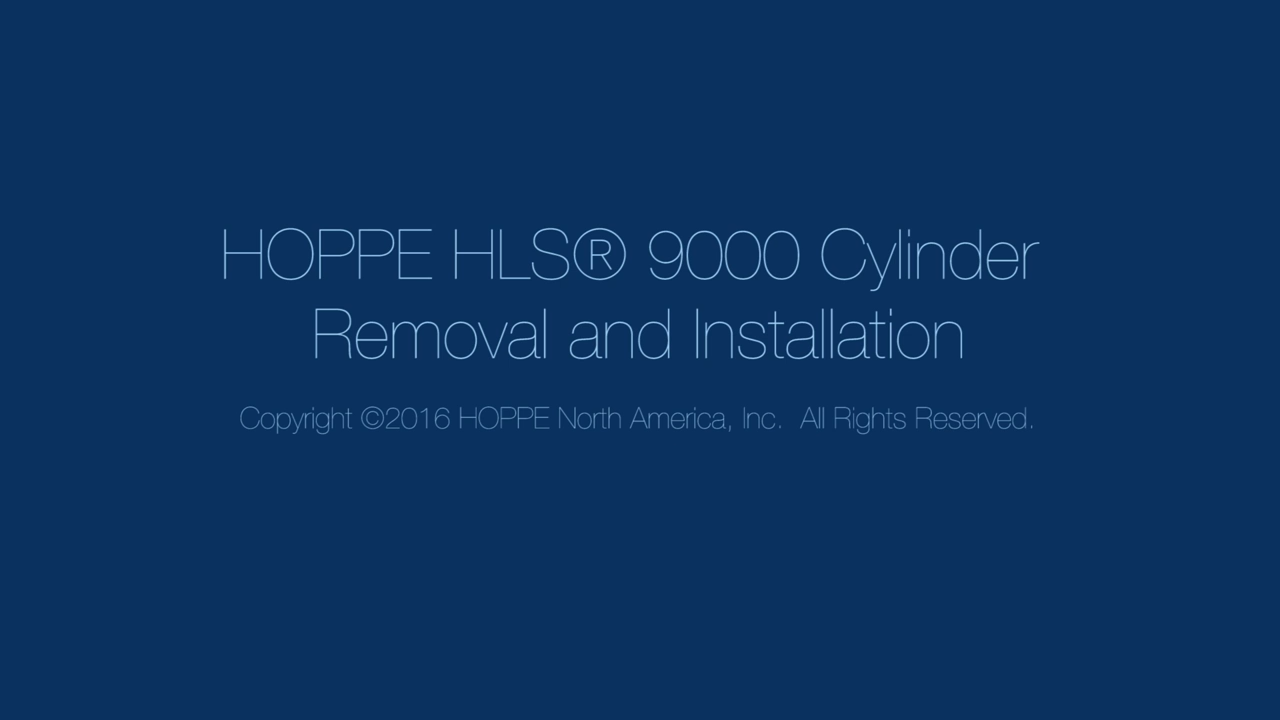 HOPPE HLS® 9000 Cylinder
Removal and Installation
Copyright ©2016 HOPPE North America, Inc.  All Rights Reserved.